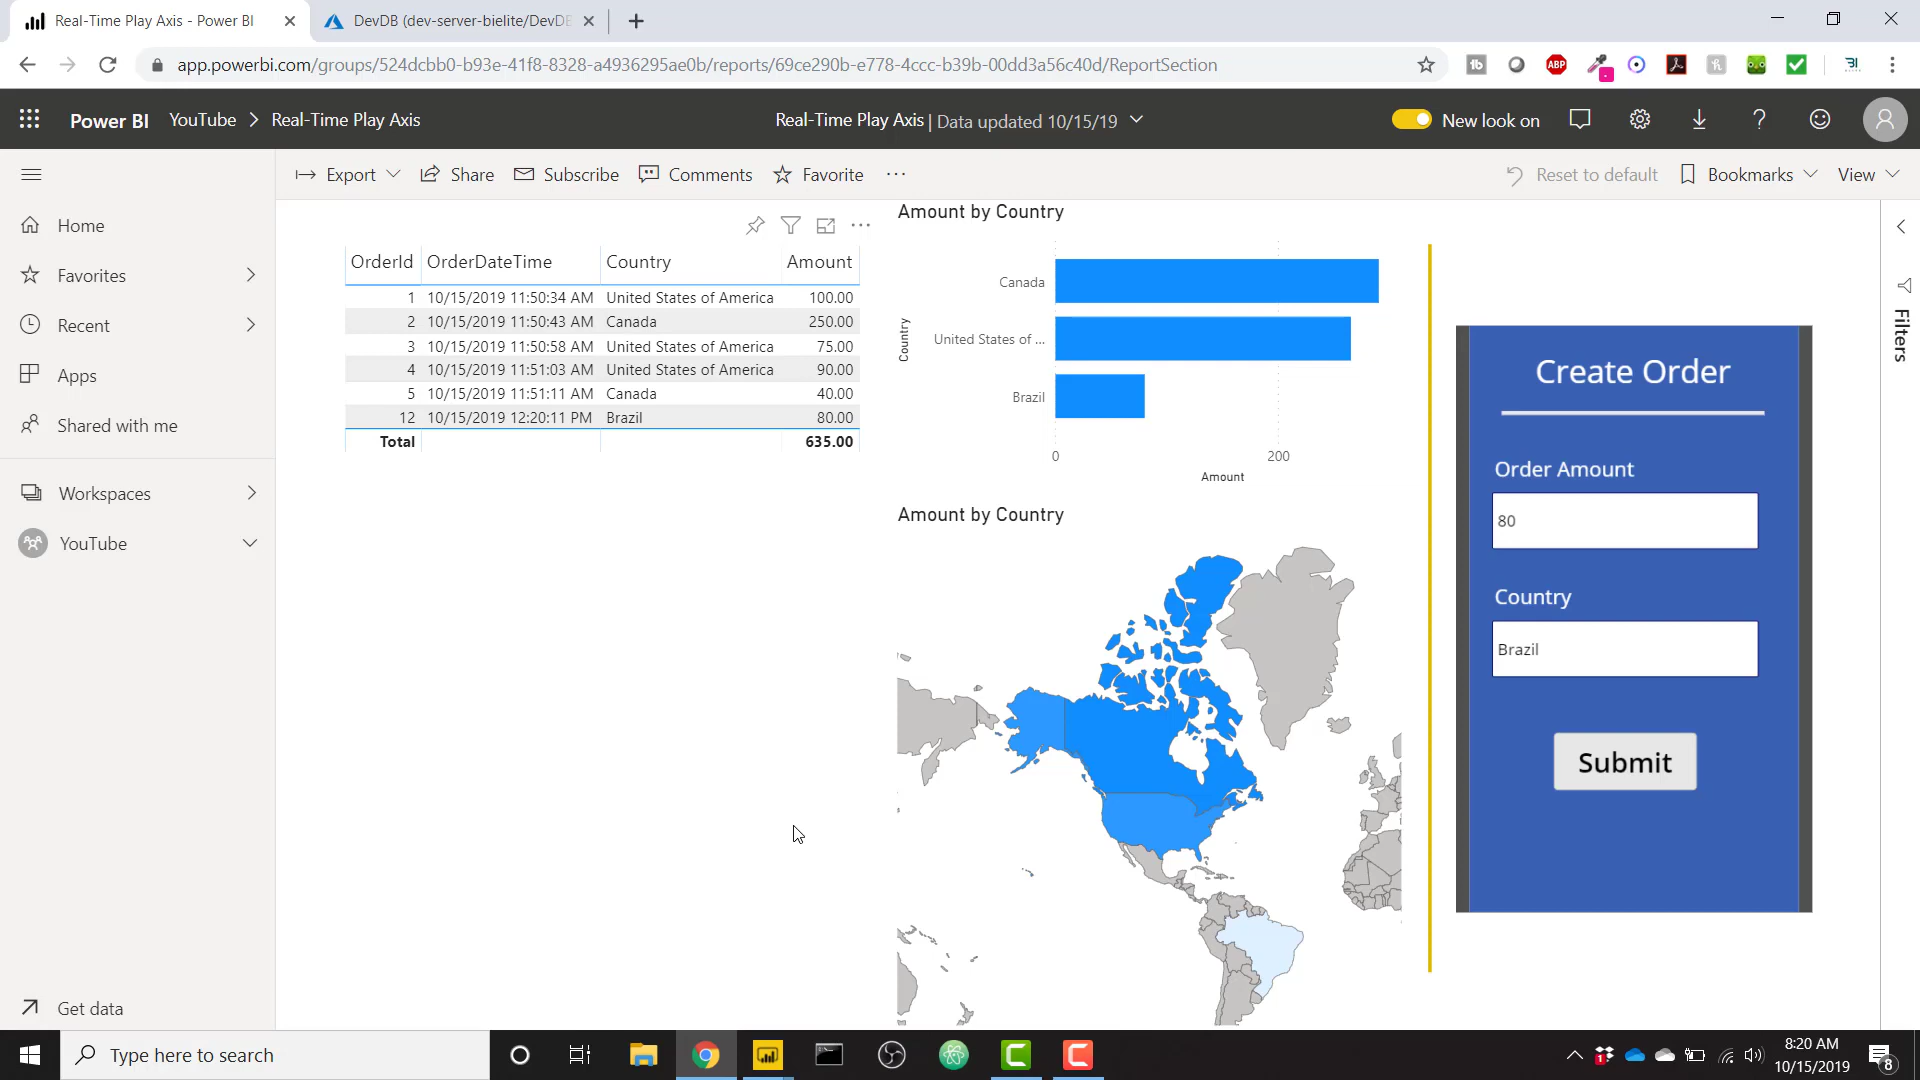 Real-Time Play Axis - Power BI
DevDB (dev-server-bielite/DevDB
app.powerbi.com/groups/524dcbb0-b93e-41f8-8328-a4936295ae0b/reports/69ce290b-e778-4ccc-b39b-00dd3a56c40d/ReportSection
Power BI YouTube > Real-Time Play Axis
Real-Time Play Axis | Data updated 10/15/19
New look on
Export Share Subscribe Comments Favorite ...
Reset to default Bookmarks View
Home
Favorites
Recent
Apps
Shared with me
Workspaces
YouTube
Get data
OrderId OrderDateTime Country Amount
1 10/15/2019 11:50:34 AM United States of America 100.00
2 10/15/2019 11:50:43 AM Canada 250.00
3 10/15/2019 11:50:58 AM United States of America 75.00
4 10/15/2019 11:51:03 AM United States of America 90.00
5 10/15/2019 11:51:11 AM Canada 40.00
12 10/15/2019 12:20:11 PM Brazil 80.00
Total 635.00
Amount by Country
Country
Canada
United States of ...
Brazil
0 200
Amount
Amount by Country
Create Order
Order Amount
80
Country
Brazil
Submit
Filters
Type here to search
8:20 AM
10/15/2019
8